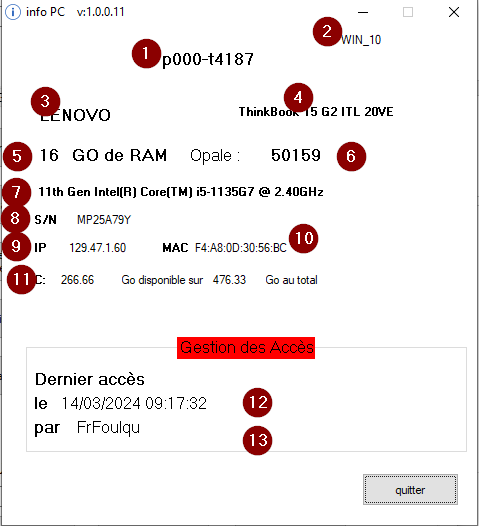 info PC v:1.0.0.11
2 WIN_10
1 p000-t4187
3 LENOVO
4 ThinkBook 15 G2 ITL 20VE
5 16 GO de RAM Opale : 50159 6
7 11th Gen Intel(R) Core(TM) i5-1135G7 @ 2.40GHz
8 S/N MP25A79Y
9 IP 129.47.1.60 MAC F4:A8:0D:30:56:BC 10
11 C: 266.66 Go disponible sur 476.33 Go au total
Gestion des Accès
Dernier accès
le 14/03/2024 09:17:32 12
par FrFoulqu 13
quitter